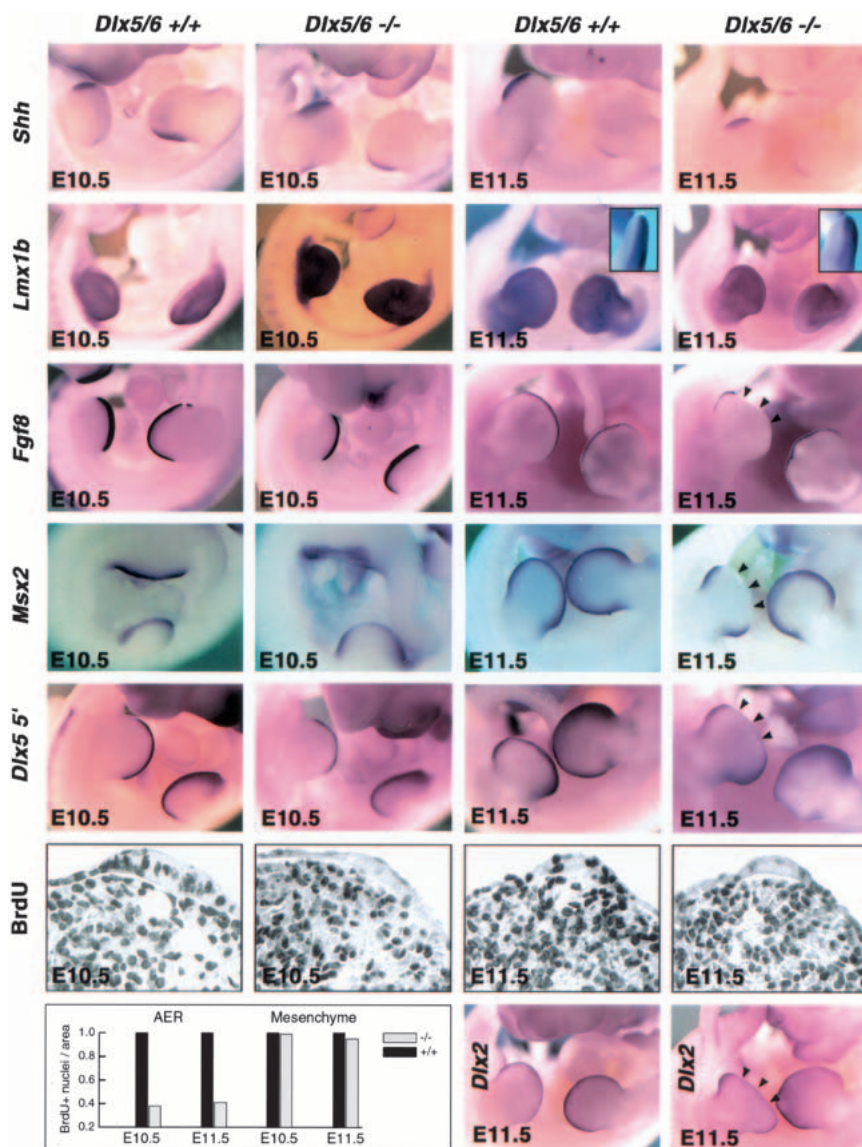 Dlx5/6 +/+ Dlx5/6 -/- Dlx5/6 +/+ Dlx5/6 -/-
Shh
E10.5 E10.5 E11.5 E11.5
Lmx1b
E10.5 E10.5 E11.5 E11.5
Fgf8
E10.5 E10.5 E11.5 E11.5
Msx2
E10.5 E10.5 E11.5 E11.5
Dlx5 5'
E10.5 E10.5 E11.5 E11.5
BrdU
E10.5 E10.5 E11.5 E11.5
AER Mesenchyme
BrdU+ nuclei / area
1.0
0.8
0.6
0.4
0.2
-/-
+/+
E10.5 E11.5 E10.5 E11.5
Dlx2 Dlx2
E11.5 E11.5